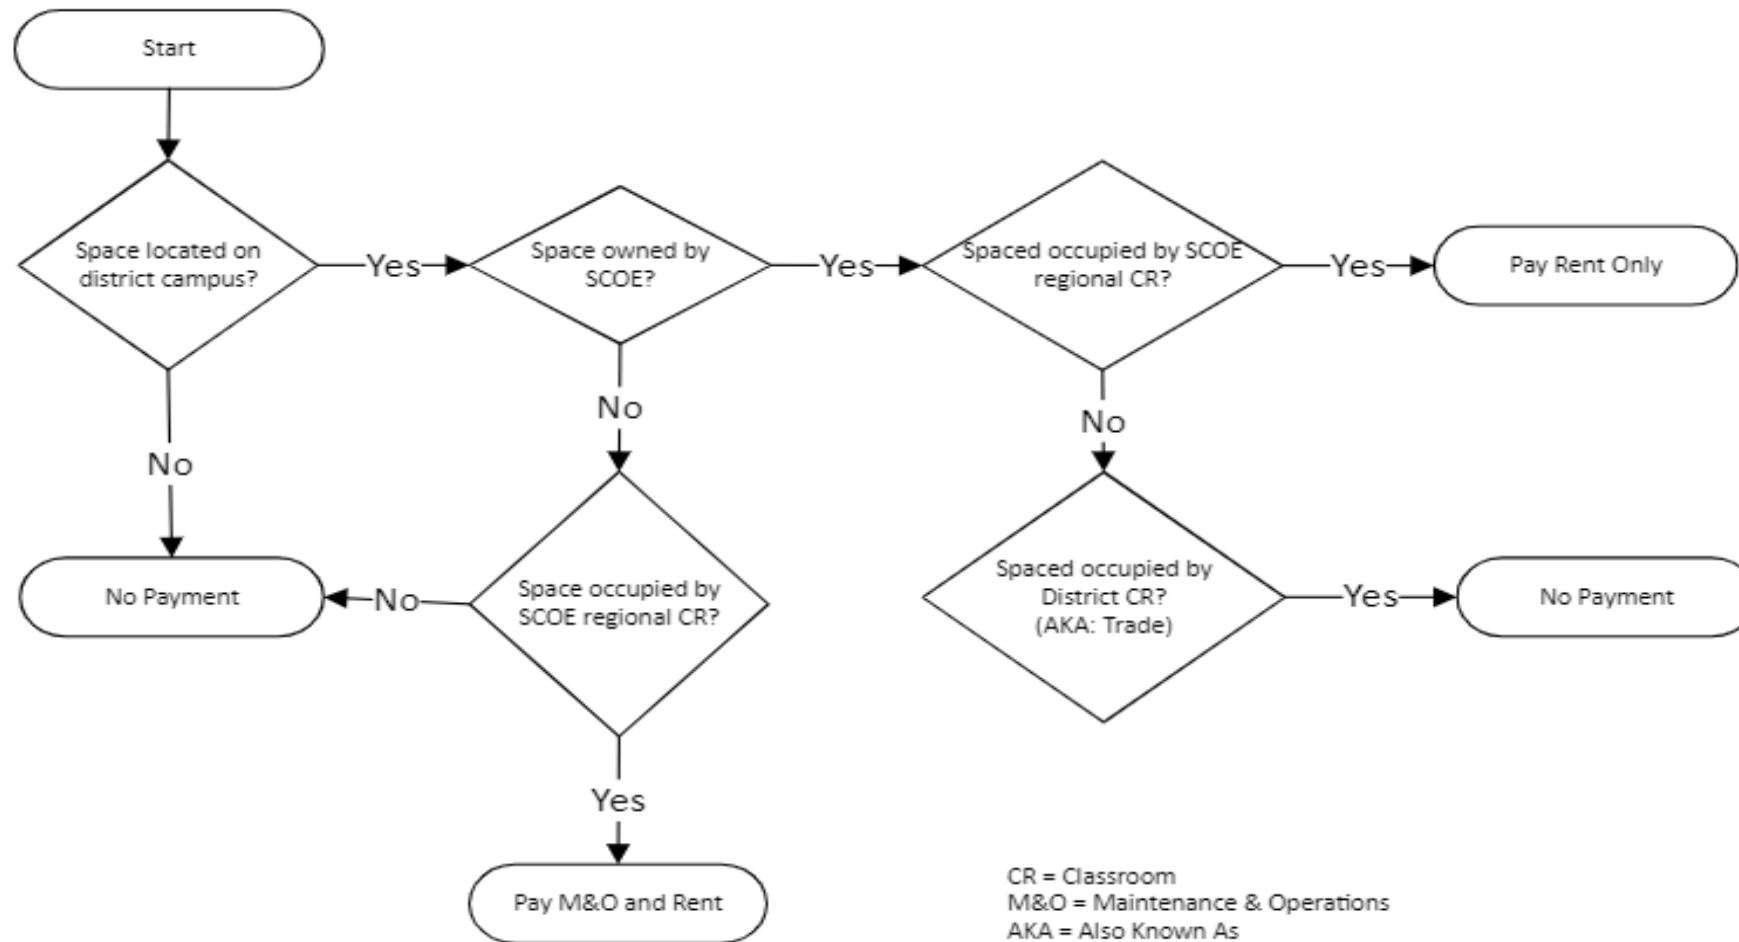 Start
Space located on
district campus?
Yes
Space owned by
SCOE?
Yes
Spaced occupied by SCOE
regional CR?
Yes
Pay Rent Only
No
No
No
No Payment
No
Space occupied by
SCOE regional CR?
Spaced occupied by
District CR?
(AKA: Trade)
Yes
No Payment
Yes
Pay M&O and Rent
CR = Classroom
M&O = Maintenance & Operations
AKA = Also Known As